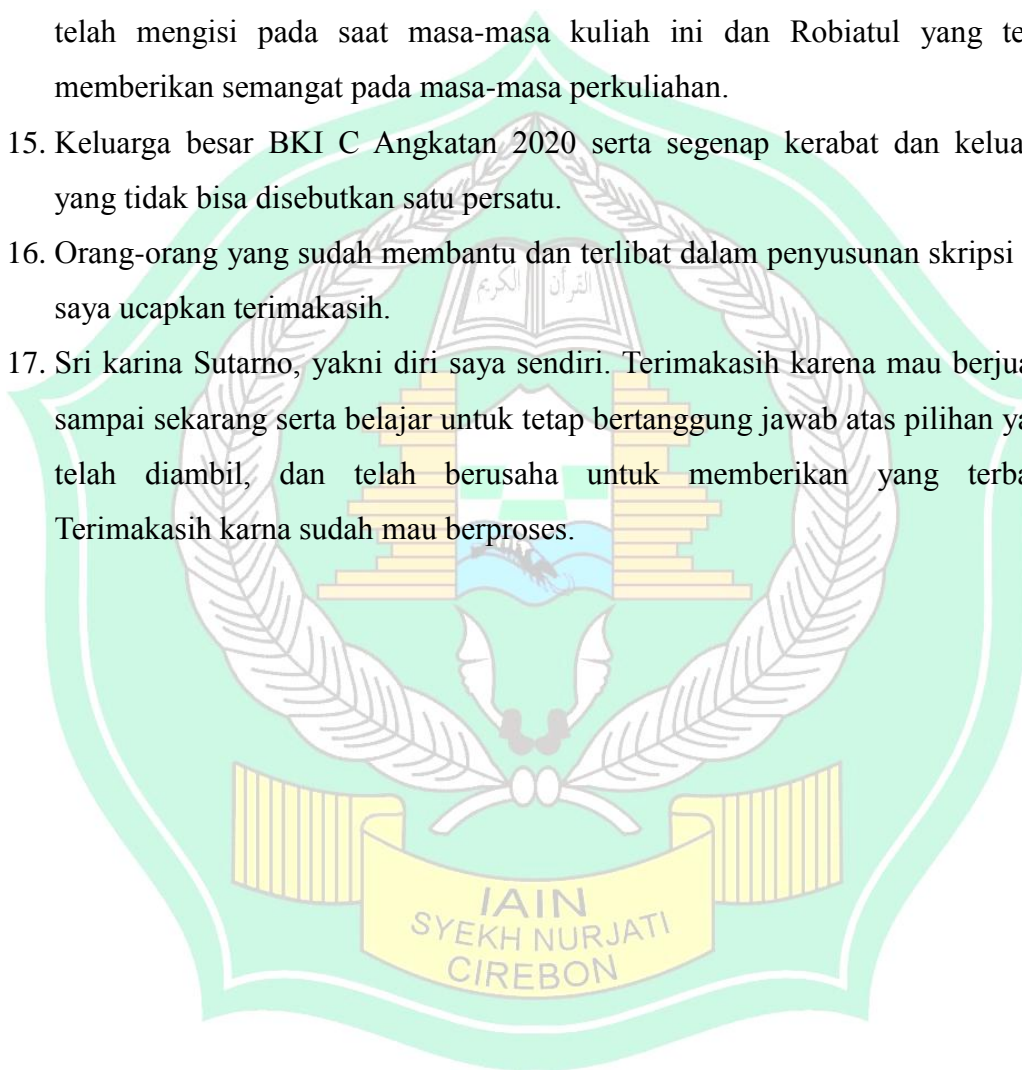 telah mengisi pada saat masa-masa kuliah ini dan Robiatul yang te
memberikan semangat pada masa-masa perkuliahan.
15. Keluarga besar BKI C Angkatan 2020 serta segenap kerabat dan kelua
yang tidak bisa disebutkan satu persatu.
16. Orang-orang yang sudah membantu dan terlibat dalam penyusunan skripsi
saya ucapkan terimakasih.
القرآن الكريم
17. Sri karina Sutarno, yakni diri saya sendiri. Terimakasih karena mau berjua
sampai sekarang serta belajar untuk tetap bertanggung jawab atas pilihan ya
telah diambil, dan telah berusaha untuk memberikan yang terba
Terimakasih karna sudah mau berproses.
IAIN
SYEKH NURJATI
CIREBON